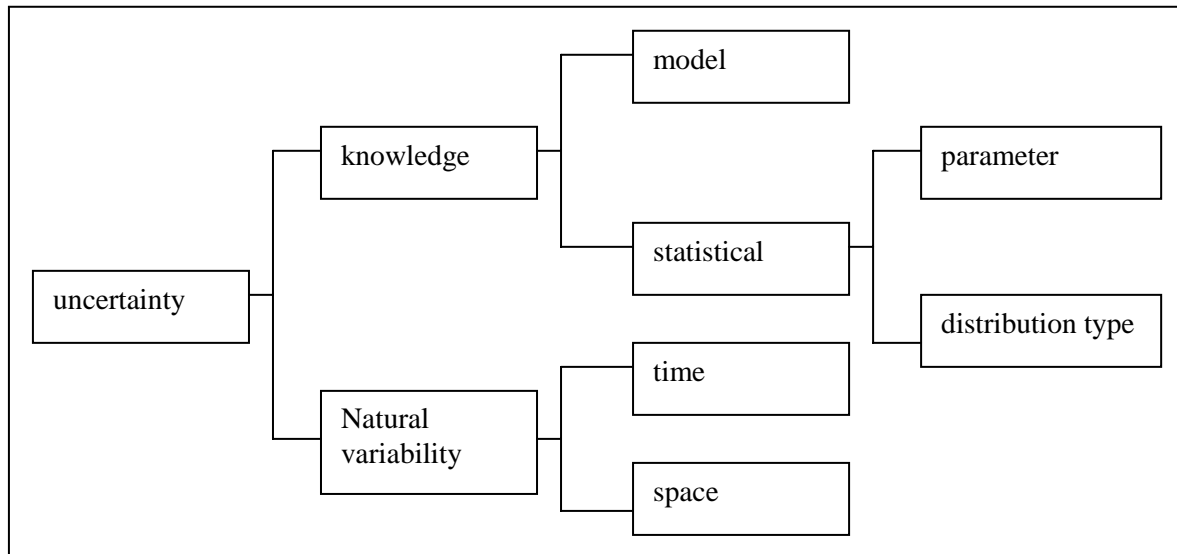 model
knowledge
parameter
statistical
uncertainty
distribution type
time
Natural
variability
space